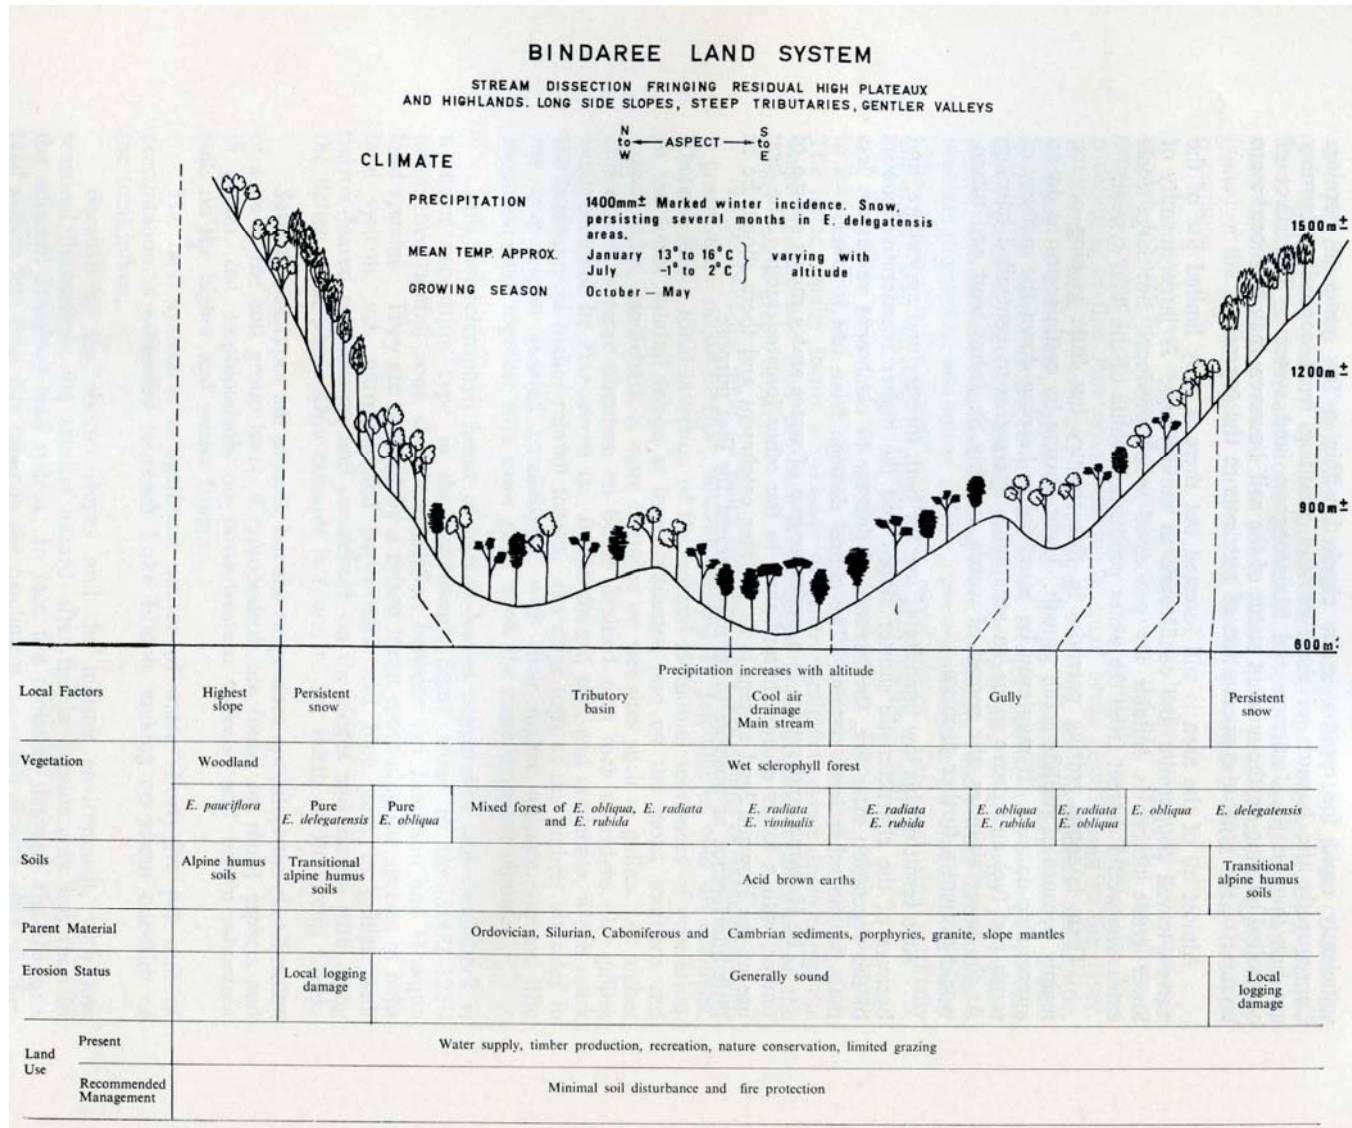 BINDAREE LAND SYSTEM
STREAM DISSECTION FRINGING RESIDUAL HIGH PLATEAUX
AND HIGHLANDS. LONG SIDE SLOPES, STEEP TRIBUTARIES, GENTLER VALLEYS
N to W ← ASPECT → S to E
CLIMATE
PRECIPITATION 1400mm± Marked winter incidence. Snow,
persisting several months in E. delegatensis
areas.
MEAN TEMP. APPROX. January 13° to 16°C } varying with
July -1° to 2°C altitude
GROWING SEASON October — May
1500m ±
1200m ±
900m ±
600m ±
Precipitation increases with altitude
Local Factors
Highest
slope
Persistent
snow
Tributory
basin
Cool air
drainage
Main stream
Gully
Persistent
snow
Vegetation
Woodland
Wet sclerophyll forest
E. pauciflora
Pure
E. delegatensis
Pure
E. obliqua
Mixed forest of E. obliqua, E. radiata
and E. rubida
E. radiata
E. viminalis
E. radiata
E. rubida
E. obliqua
E. rubida
E. radiata
E. obliqua
E. obliqua
E. delegatensis
Soils
Alpine humus
soils
Transitional
alpine humus
soils
Acid brown earths
Transitional
alpine humus
soils
Parent Material
Ordovician, Silurian, Caboniferous and Cambrian sediments, porphyries, granite, slope mantles
Erosion Status
Local logging
damage
Generally sound
Local
logging
damage
Land
Use
Present
Water supply, timber production, recreation, nature conservation, limited grazing
Recommended
Management
Minimal soil disturbance and fire protection